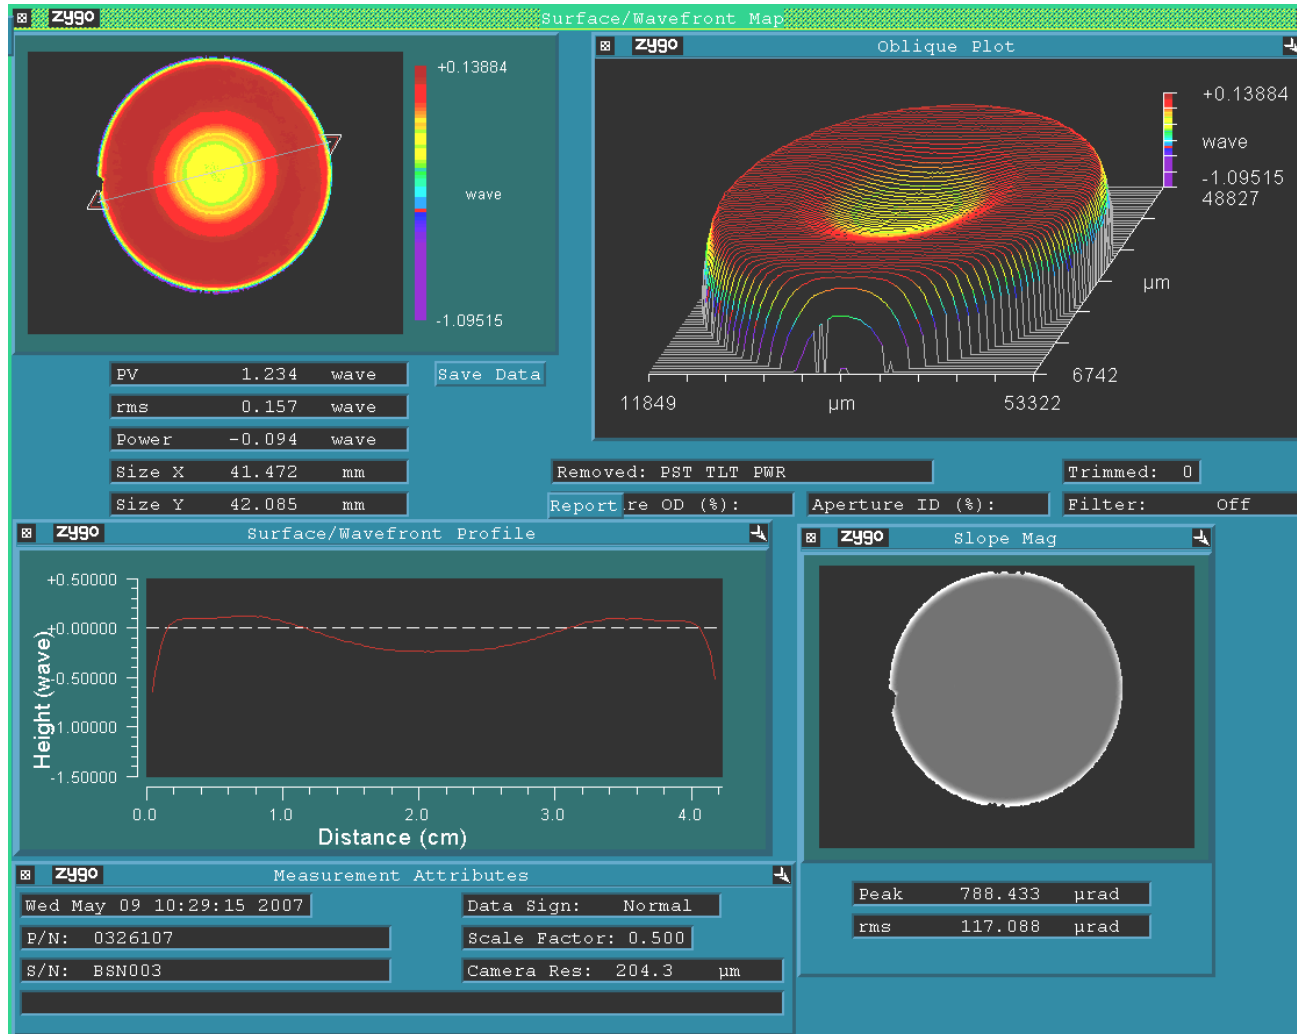 zygo Surface/Wavefront Map
+0.13884
wave
-1.09515
zygo Oblique Plot
+0.13884
wave
-1.09515
48827
µm
6742
11849 µm 53322
PV 1.234 wave
Save Data
rms 0.157 wave
Power -0.094 wave
Size X 41.472 mm
Size Y 42.085 mm
Removed: PST TLT PWR
Trimmed: 0
Report re OD (%):
Aperture ID (%):
Filter: Off
zygo Surface/Wavefront Profile
+0.50000
+0.00000
-0.50000
-1.00000
-1.50000
Height (wave)
0.0 1.0 2.0 3.0 4.0
Distance (cm)
zygo Slope Mag
Peak 788.433 µrad
rms 117.088 µrad
zygo Measurement Attributes
Wed May 09 10:29:15 2007
Data Sign: Normal
P/N: 0326107
Scale Factor: 0.500
S/N: BSN003
Camera Res: 204.3 µm